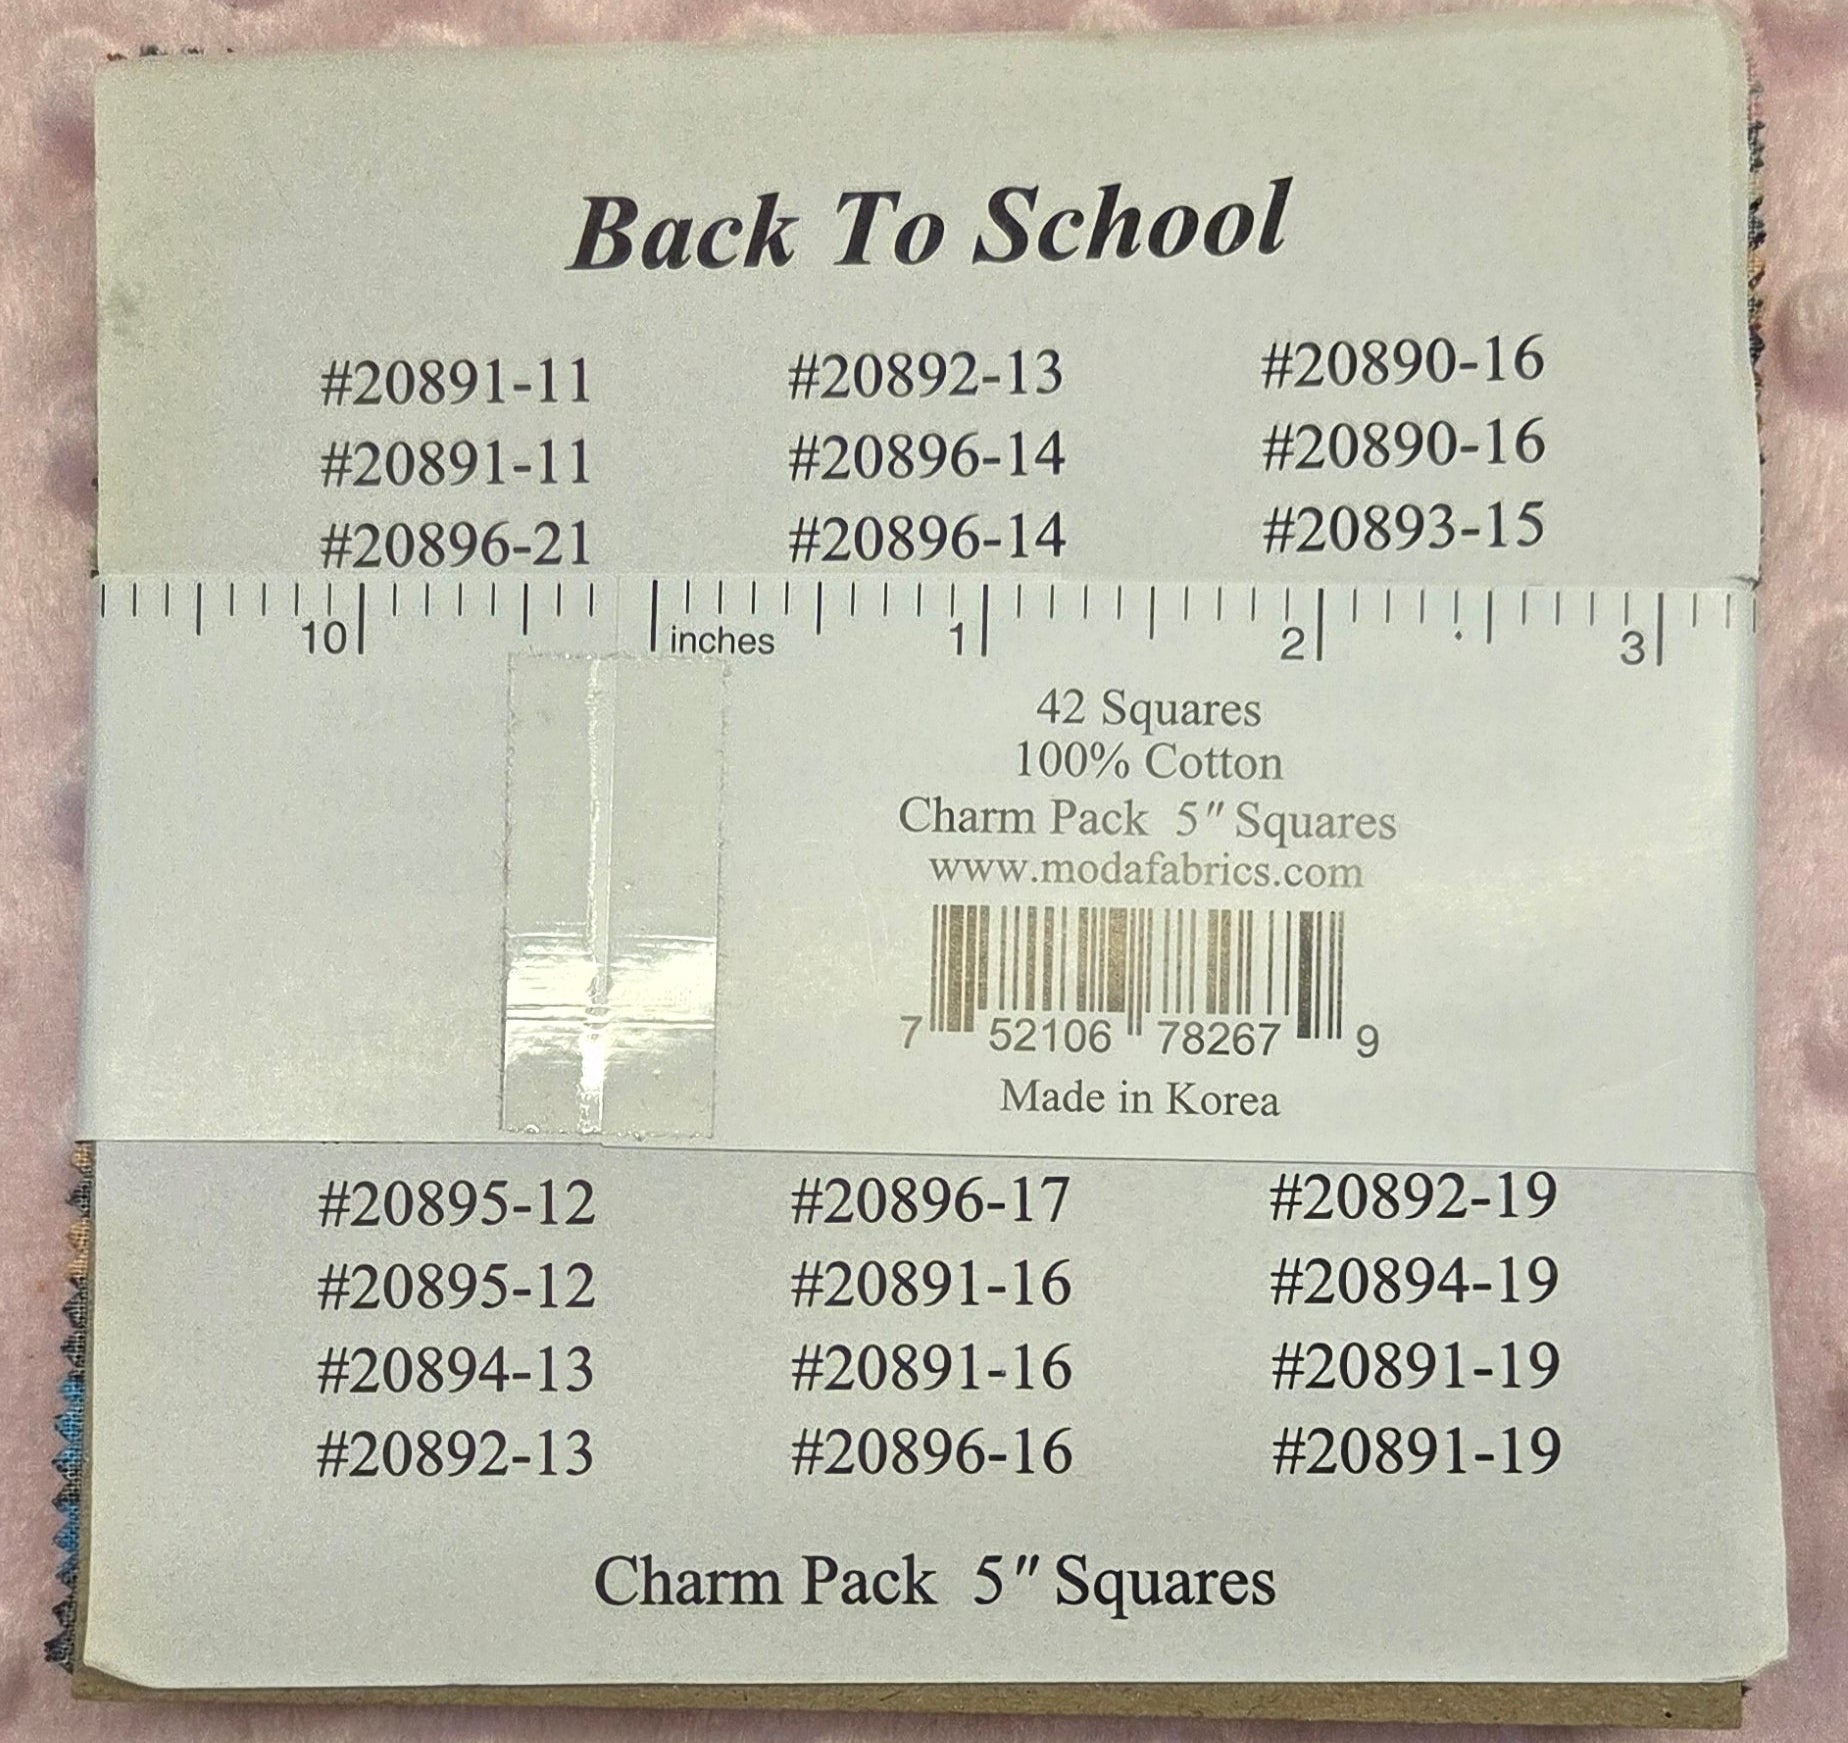 Back To School
#20891-11 #20892-13 #20890-16
#20891-11 #20896-14 #20890-16
#20896-21 #20896-14 #20893-15
10 inches 1 2 3
42 Squares
100% Cotton
Charm Pack 5" Squares
www.modafabrics.com
7 52106 78267 9
Made in Korea
#20895-12 #20896-17 #20892-19
#20895-12 #20891-16 #20894-19
#20894-13 #20891-16 #20891-19
#20892-13 #20896-16 #20891-19
Charm Pack 5" Squares